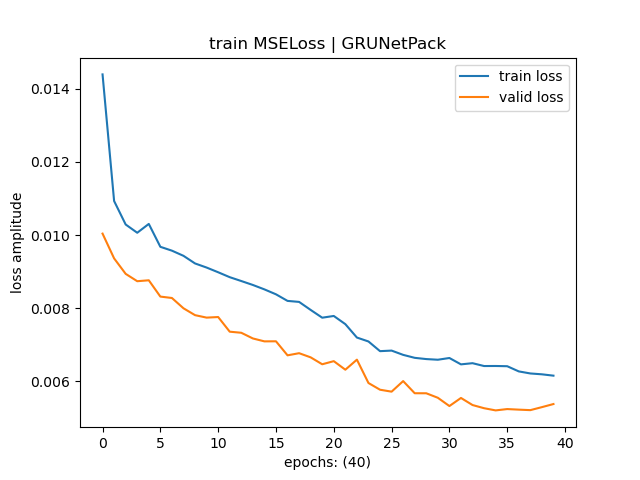 train MSELoss | GRUNetPack
train loss
valid loss
loss amplitude
0.014
0.012
0.010
0.008
0.006
0 5 10 15 20 25 30 35 40
epochs: (40)